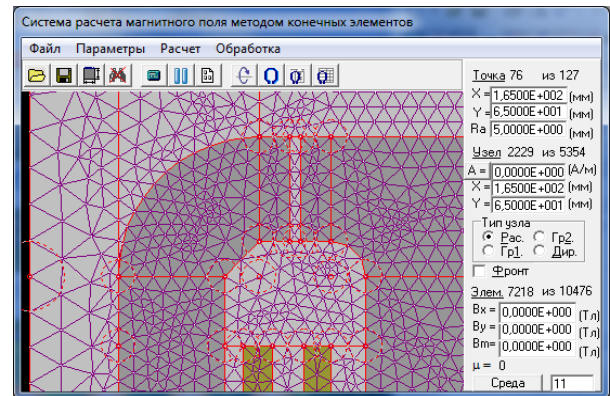 Система расчета магнитного поля методом конечных элементов
Файл Параметры Расчет Обработка
Точка 76 из 127
X = 1,6500E+002 (мм)
Y = 6,5000E+001 (мм)
Ra 5,0000E+000 (мм)
Узел 2229 из 5354
A = 0,0000E+000 (А/м)
X = 1,6500E+002 (мм)
Y = 6,5000E+001 (мм)
Тип узла
Рас. Гр2.
Гр1. Дир.
Фронт
Элем. 7218 из 10476
Bx = 0,0000E+000 (Тл)
By = 0,0000E+000 (Тл)
Bm= 0,0000E+000 (Тл)
μ = 0
Среда 11